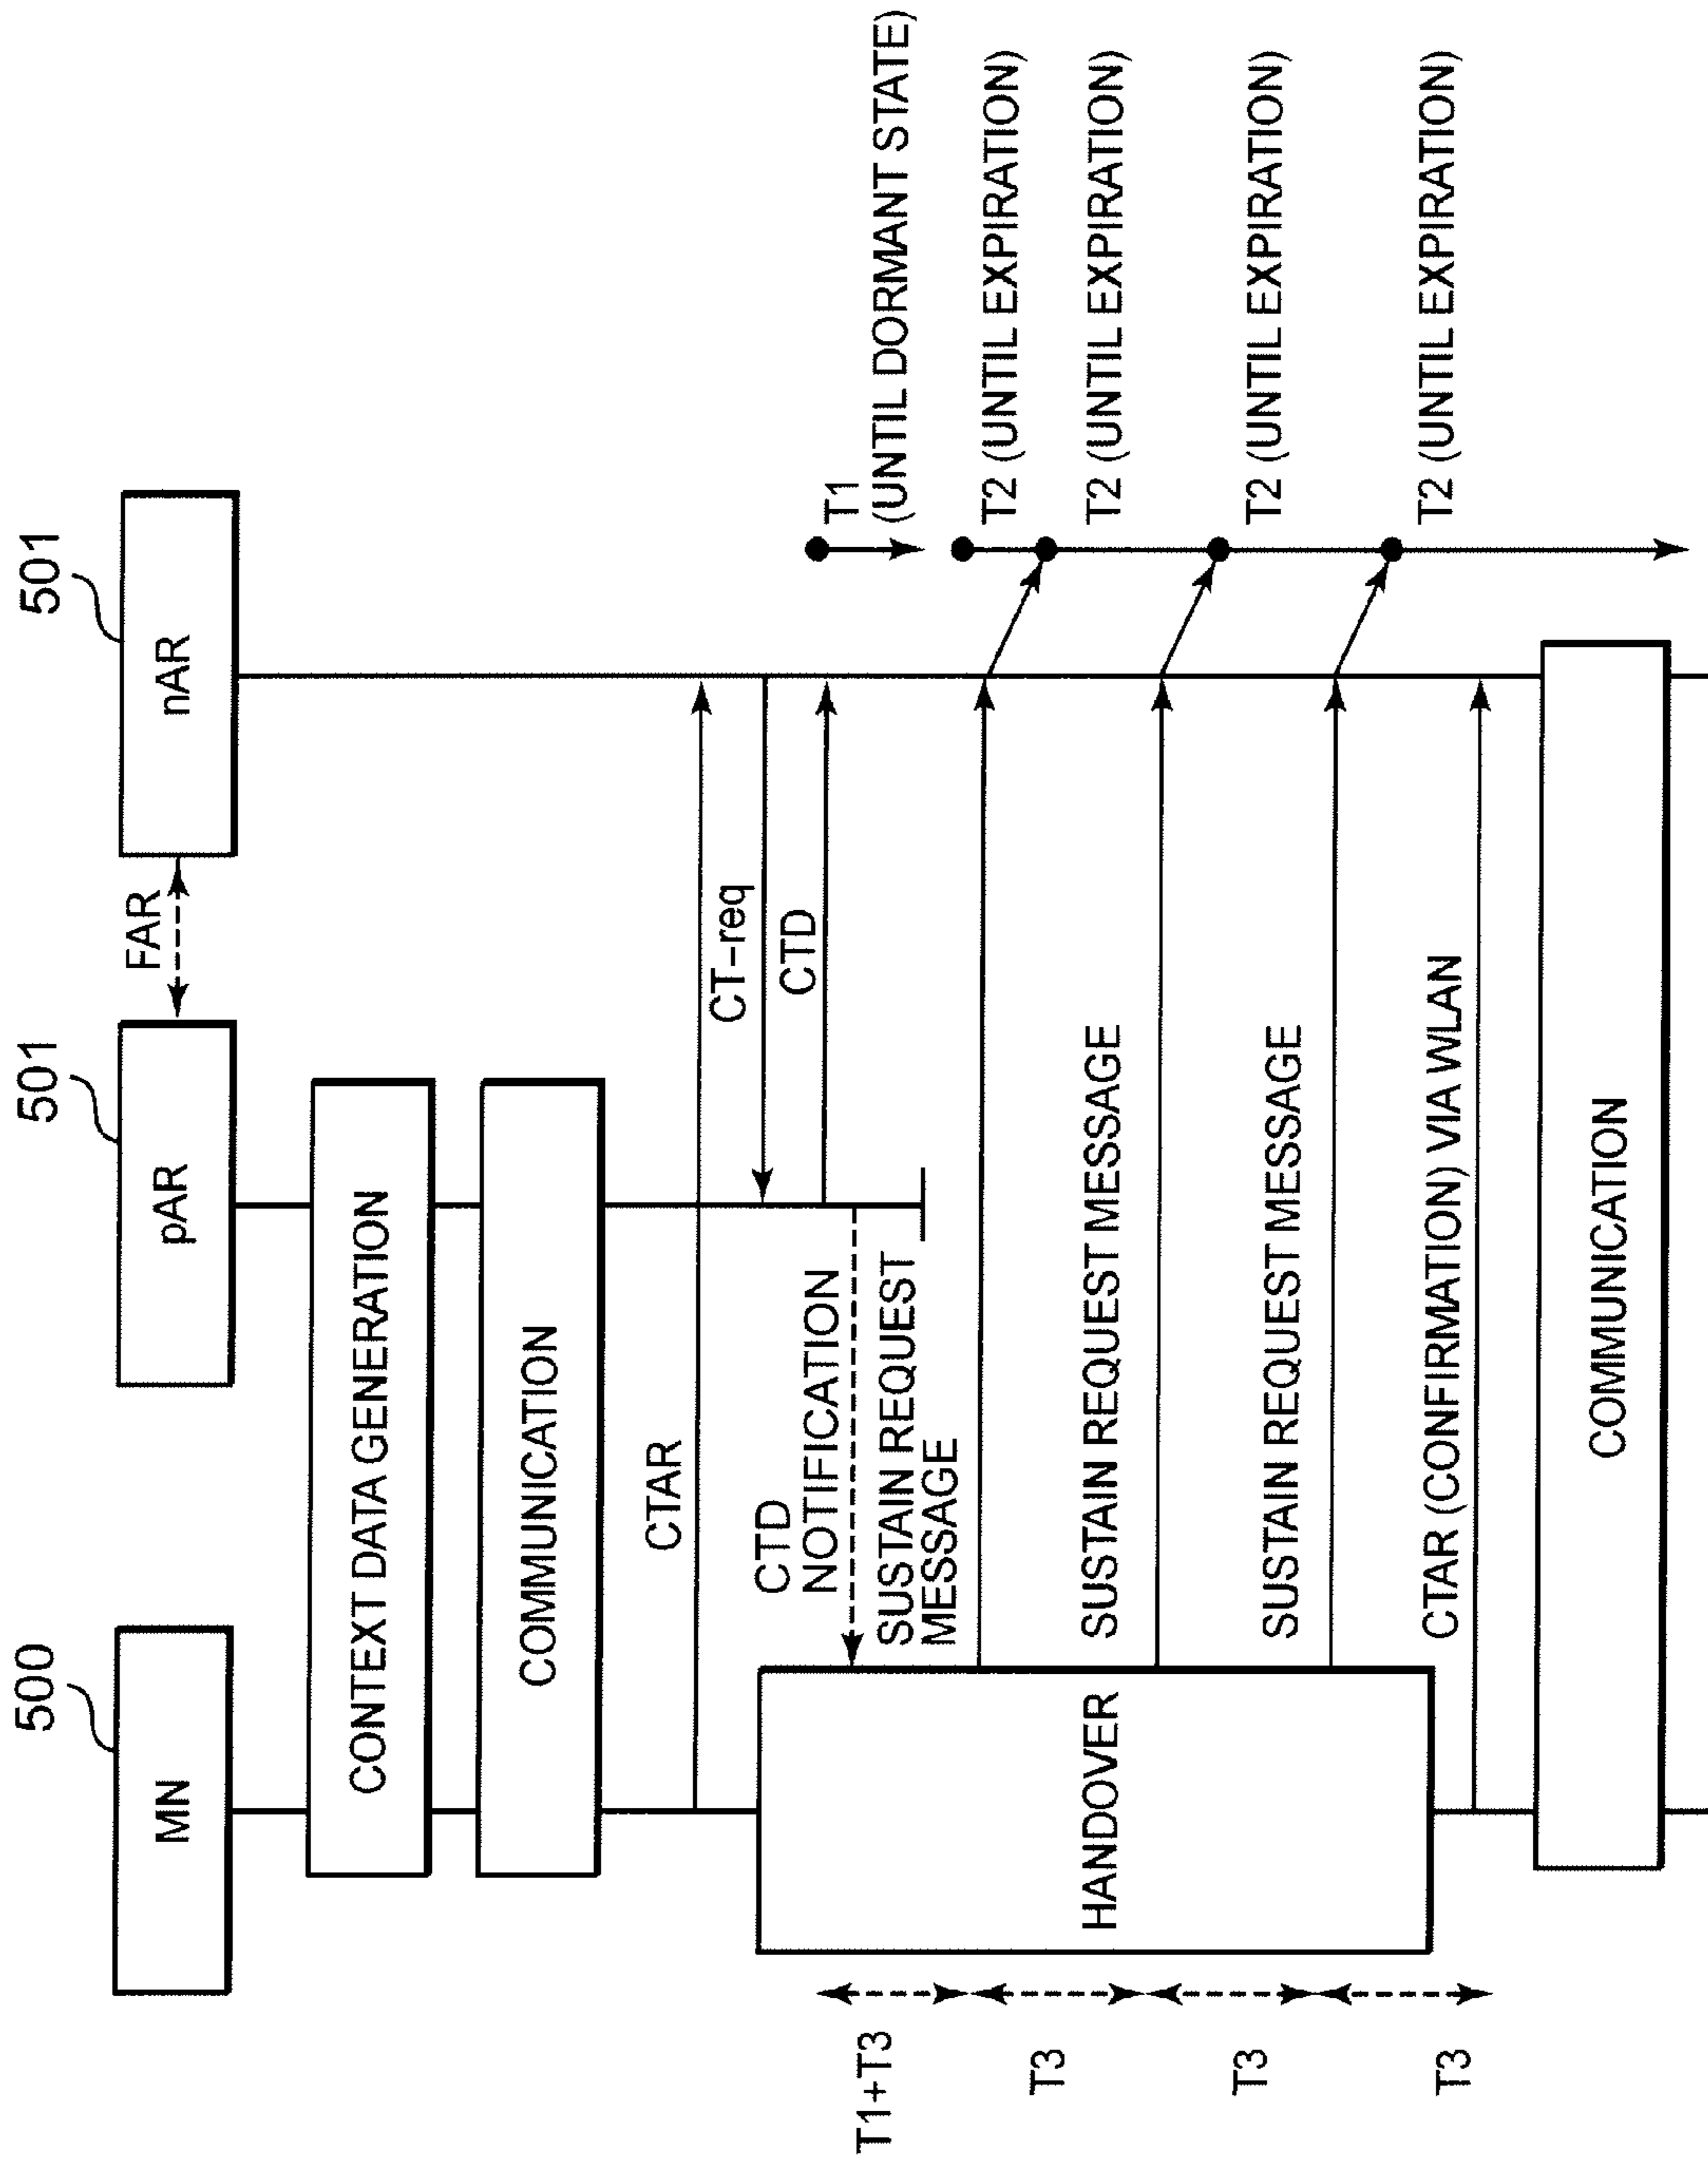 500
501
501
MN
pAR
FAR
nAR
CONTEXT DATA GENERATION
COMMUNICATION
CTAR
CT-req
CTD
CTD
NOTIFICATION
T1
(UNTIL DORMANT STATE)
T1+T3
SUSTAIN REQUEST
MESSAGE
T2 (UNTIL EXPIRATION)
HANDOVER
T3
SUSTAIN REQUEST MESSAGE
T2 (UNTIL EXPIRATION)
T3
SUSTAIN REQUEST MESSAGE
T2 (UNTIL EXPIRATION)
T3
CTAR (CONFIRMATION) VIA WLAN
T2 (UNTIL EXPIRATION)
COMMUNICATION